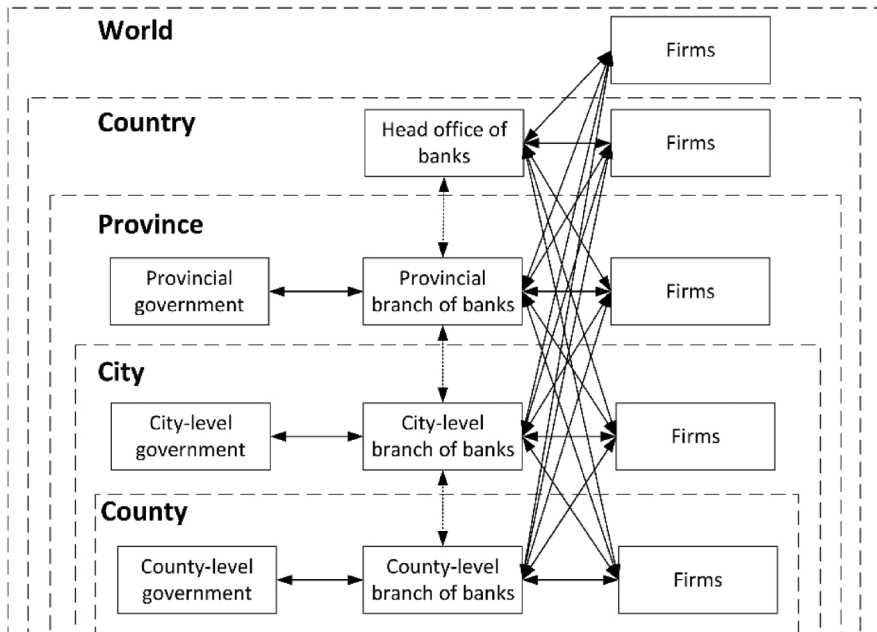 World
Firms
Country
Head office of
banks
Firms
Province
Provincial
government
Provincial
branch of banks
Firms
City
City-level
government
City-level
branch of banks
Firms
County
County-level
government
County-level
branch of banks
Firms